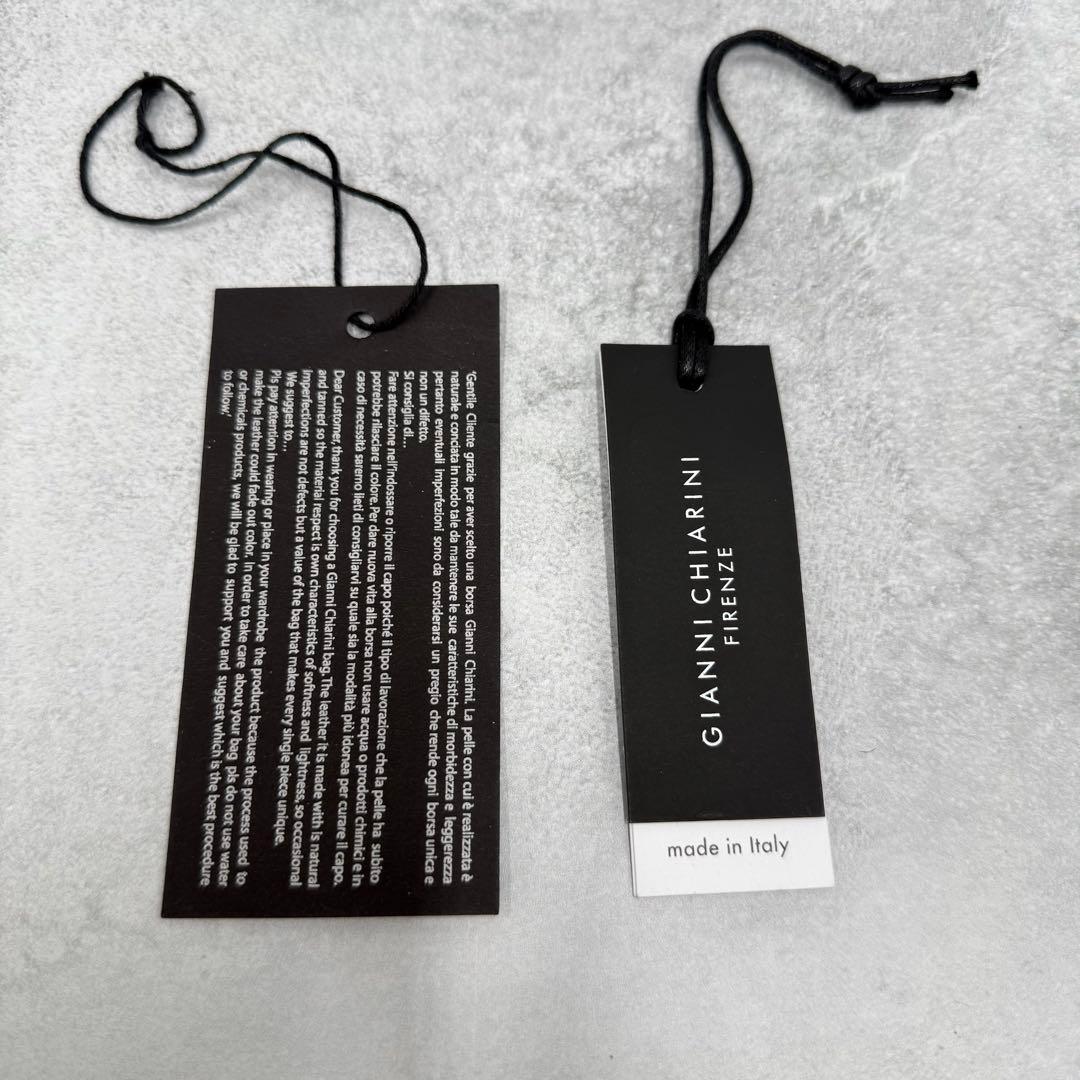 ‘Gentile Cliente grazie per aver scelto una borsa Gianni Chiarini. La pelle con cui è realizzata è
naturale e conciata in modo tale da mantenere le sue caratteristiche di morbidezza e leggerezza
pertanto eventuali imperfezioni sono da considerarsi un pregio che rende ogni borsa unica e
non un difetto.
Si consiglia di....
Fare attenzione nell’indossare o riporre il capo poiché il tipo di lavorazione che la pelle ha subito
potrebbe rilasciare il colore. Per dare nuova vita alla borsa non usare acqua o prodotti chimici e in
caso di necessità saremo lieti di consigliarvi su quale sia la modalità più idonea per curare il capo.
Dear Customer, thank you for choosing a Gianni Chiarini bag. The leather it is made with is natural
and tanned so the material respect is own characteristics of softness and lightness, so occasional
imperfections are not defects but a value of the bag that makes every single piece unique.
We suggest to....
Pls pay attention in wearing or place in your wardrobe the product because the process used to
make the leather could fade out color. In order to take care about your bag pls do not use water
or chemicals products, we will be glad to support you and suggest which is the best procedure
to follow.’
GIANNI CHIARINI
FIRENZE
made in Italy